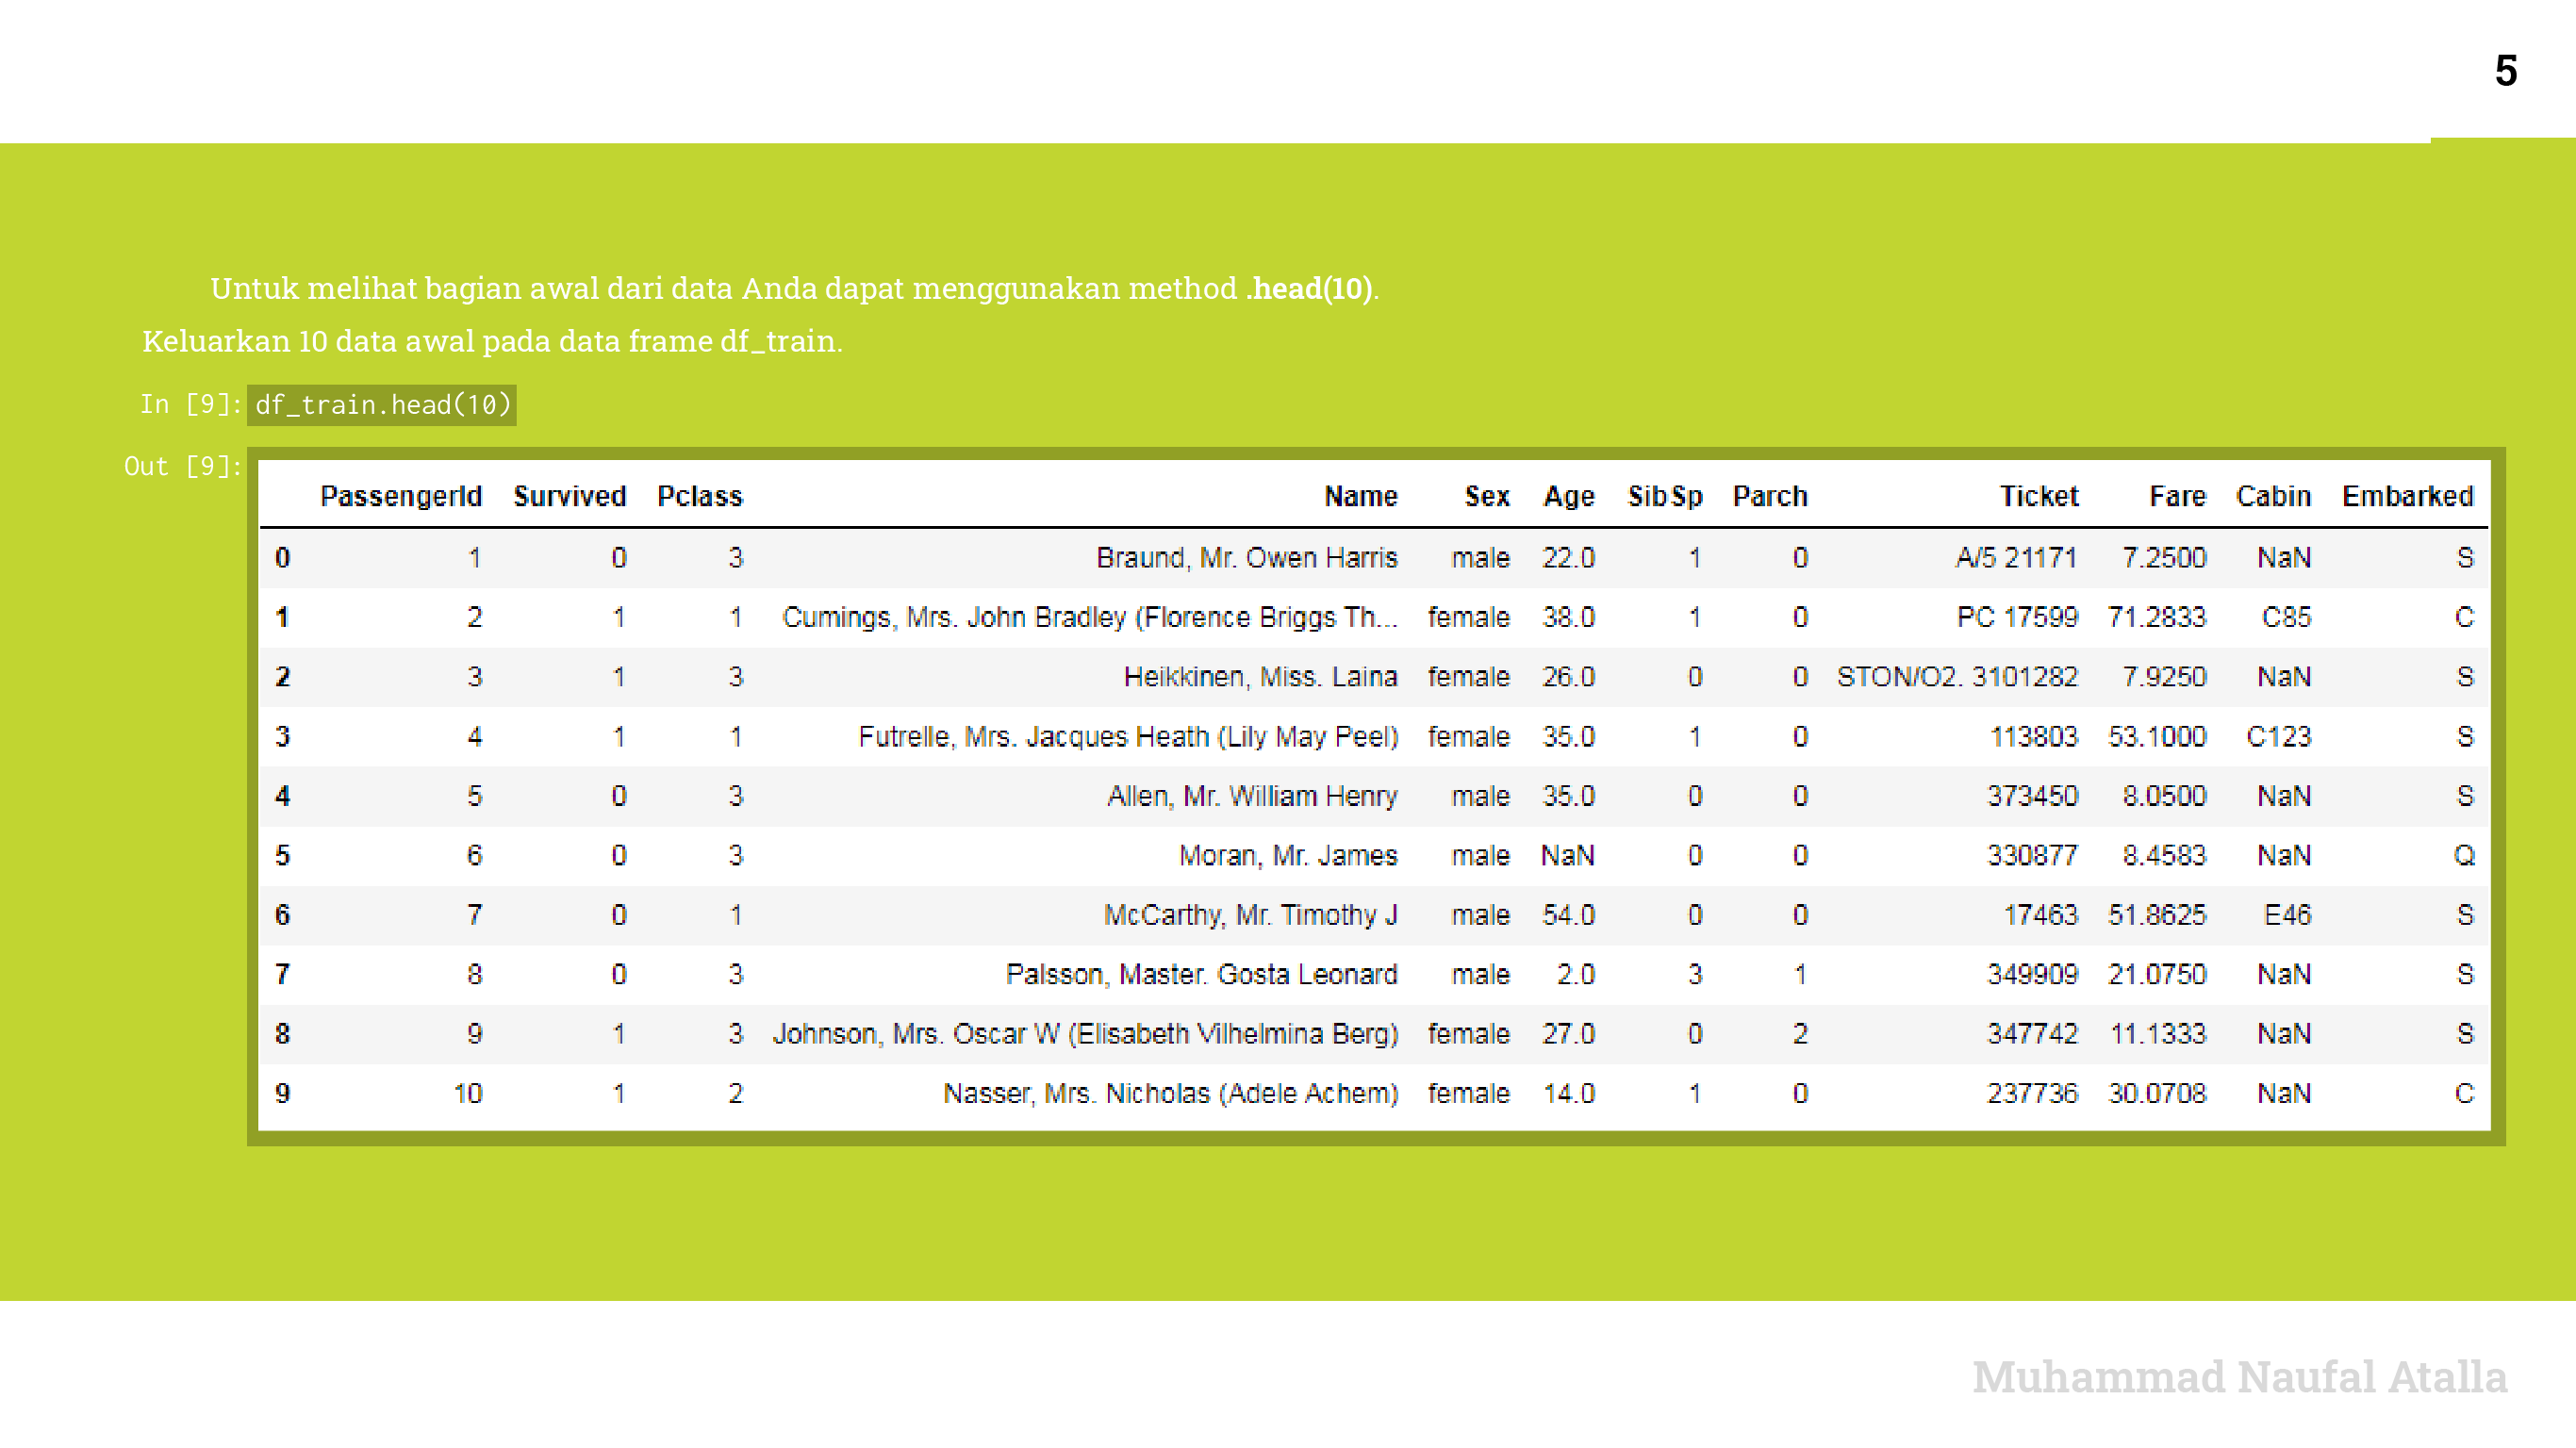 5
Untuk melihat bagian awal dari data Anda dapat menggunakan method .head(10).
Keluarkan 10 data awal pada data frame df_train.
In [9]: df_train.head(10)
Out [9]:
PassengerId Survived Pclass Name Sex Age SibSp Parch Ticket Fare Cabin Embarked
0 1 0 3 Braund, Mr. Owen Harris male 22.0 1 0 A/5 21171 7.2500 NaN S
1 2 1 1 Cumings, Mrs. John Bradley (Florence Briggs Th... female 38.0 1 0 PC 17599 71.2833 C85 C
2 3 1 3 Heikkinen, Miss. Laina female 26.0 0 0 STON/O2. 3101282 7.9250 NaN S
3 4 1 1 Futrelle, Mrs. Jacques Heath (Lily May Peel) female 35.0 1 0 113803 53.1000 C123 S
4 5 0 3 Allen, Mr. William Henry male 35.0 0 0 373450 8.0500 NaN S
5 6 0 3 Moran, Mr. James male NaN 0 0 330877 8.4583 NaN Q
6 7 0 1 McCarthy, Mr. Timothy J male 54.0 0 0 17463 51.8625 E46 S
7 8 0 3 Palsson, Master. Gosta Leonard male 2.0 3 1 349909 21.0750 NaN S
8 9 1 3 Johnson, Mrs. Oscar W (Elisabeth Vilhelmina Berg) female 27.0 0 2 347742 11.1333 NaN S
9 10 1 2 Nasser, Mrs. Nicholas (Adele Achem) female 14.0 1 0 237736 30.0708 NaN C
Muhammad Naufal Atalla